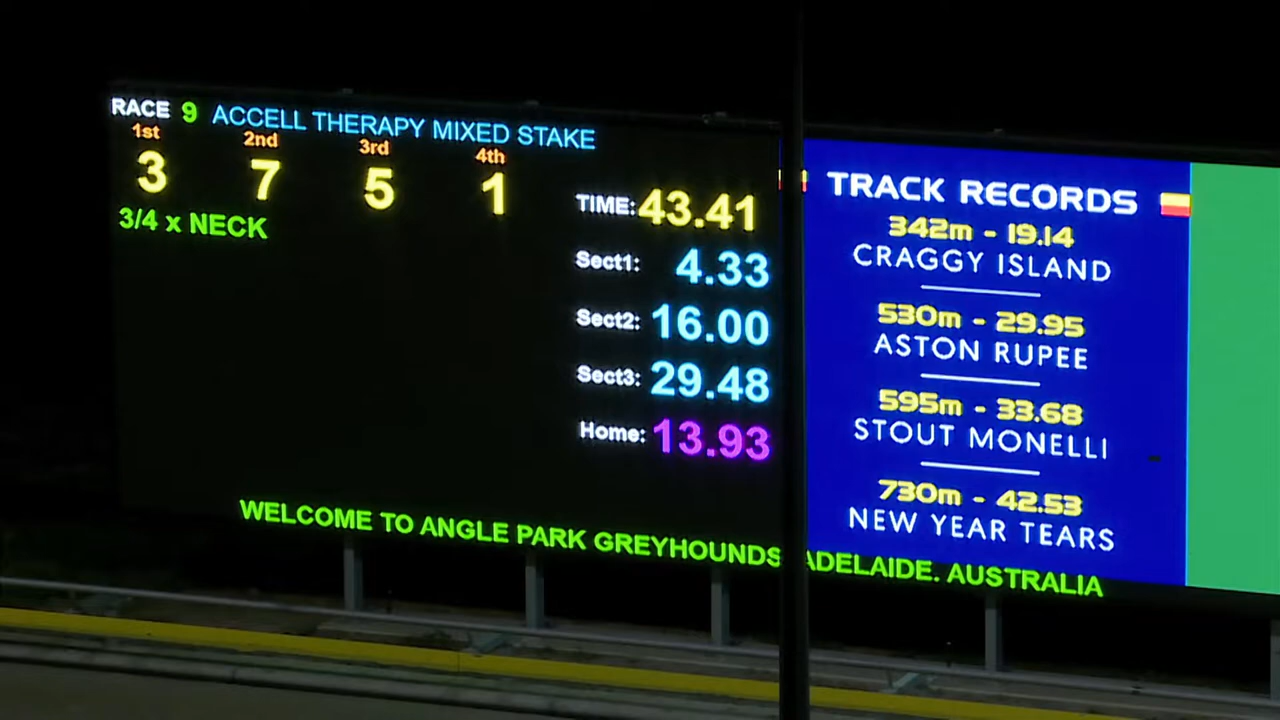 RACE 9 ACCELL THERAPY MIXED STAKE
1st 2nd 3rd 4th
3 7 5 1
3/4 x NECK
TIME: 43.41
Sect1: 4.33
Sect2: 16.00
Sect3: 29.48
Home: 13.93
TRACK RECORDS
342m - 19.14
CRAGGY ISLAND
530m - 29.95
ASTON RUPEE
595m - 33.68
STOUT MONELLI
730m - 42.53
NEW YEAR TEARS
WELCOME TO ANGLE PARK GREYHOUNDS ADELAIDE. AUSTRALIA